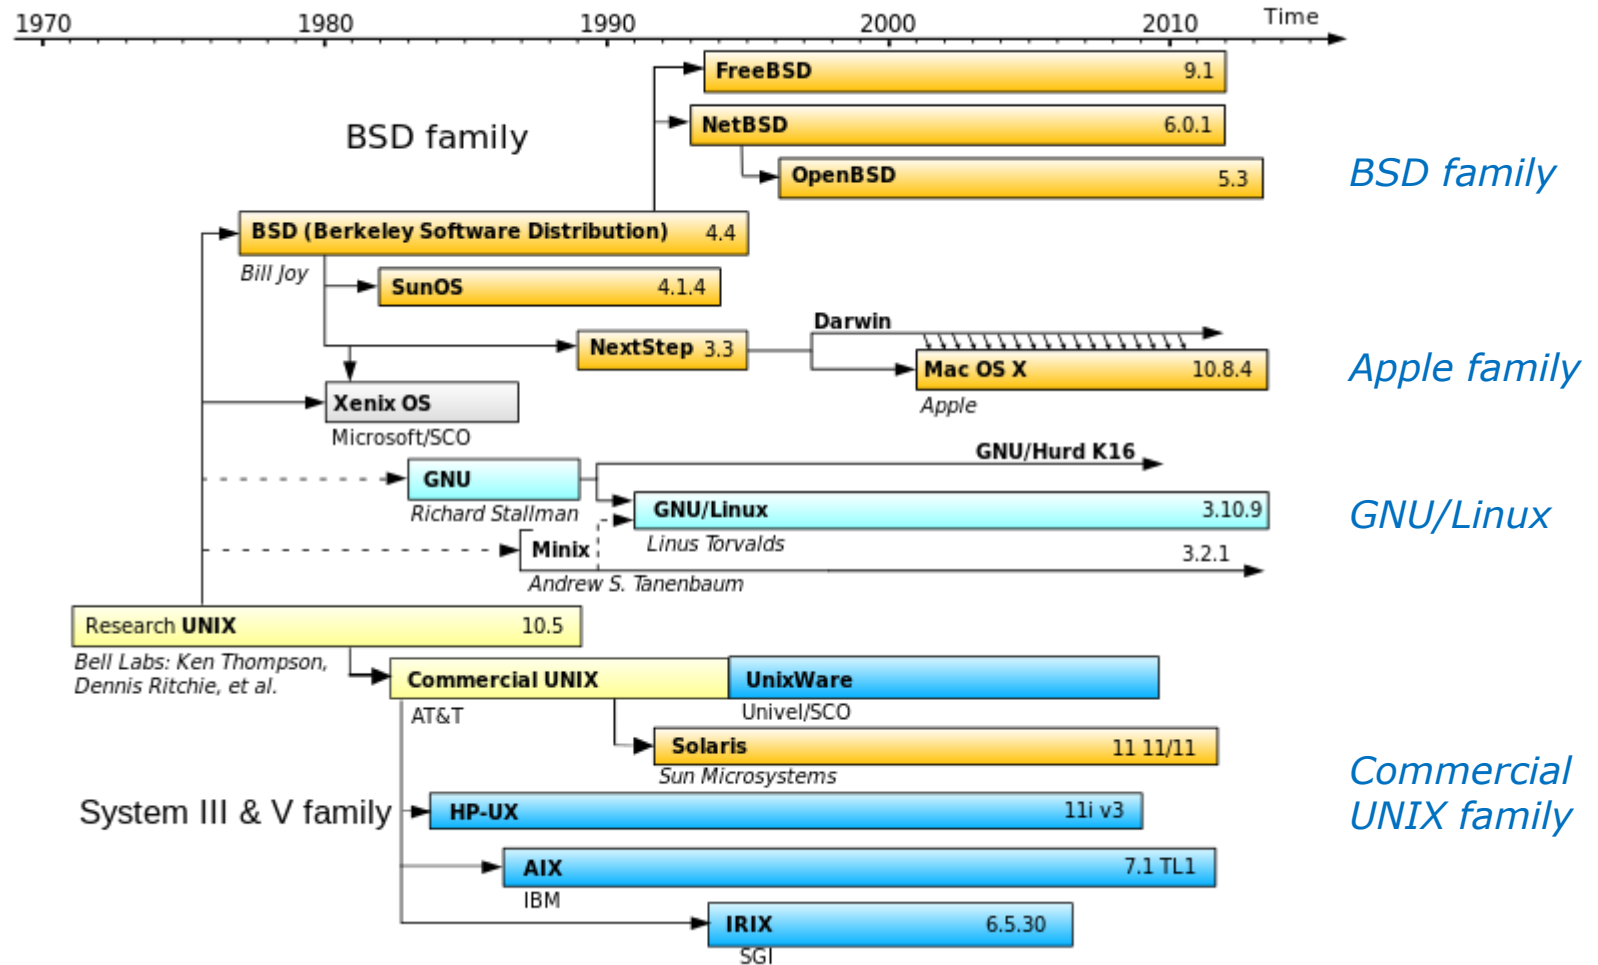 1970 1980 1990 2000 2010 Time
FreeBSD 9.1
NetBSD 6.0.1
BSD family
OpenBSD 5.3
BSD family
BSD (Berkeley Software Distribution) 4.4
Bill Joy
SunOS 4.1.4
Darwin
NextStep 3.3
Mac OS X 10.8.4
Apple family
Apple
Xenix OS
Microsoft/SCO
GNU/Hurd K16
GNU
Richard Stallman
GNU/Linux 3.10.9
GNU/Linux
Linus Torvalds
Minix 3.2.1
Andrew S. Tanenbaum
Research UNIX 10.5
Bell Labs: Ken Thompson,
Dennis Ritchie, et al.
Commercial UNIX
UnixWare
AT&T
Univel/SCO
Solaris 11 11/11
Sun Microsystems
Commercial
UNIX family
System III & V family
HP-UX 11i v3
AIX 7.1 TL1
IBM
IRIX 6.5.30
SGI